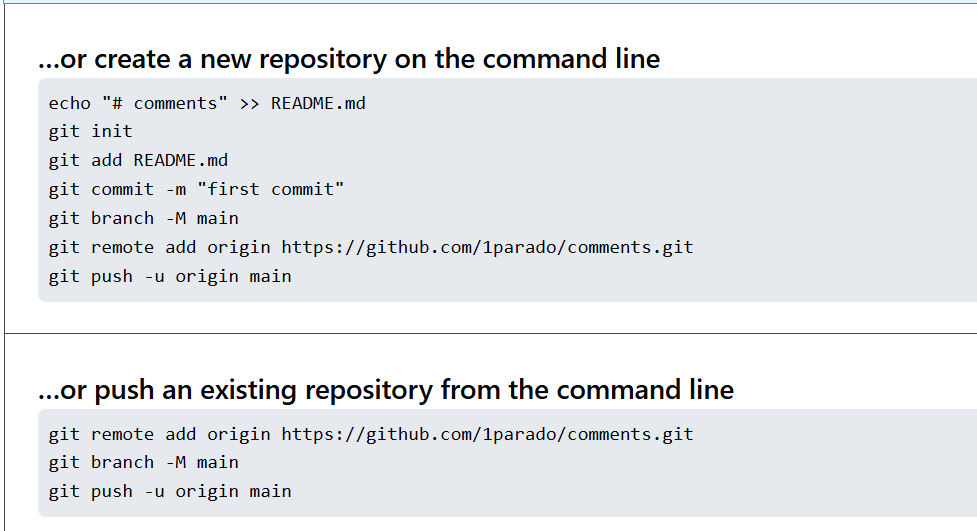 ...or create a new repository on the command line
echo "# comments" >> README.md
git init
git add README.md
git commit -m "first commit"
git branch -M main
git remote add origin https://github.com/1parado/comments.git
git push -u origin main
...or push an existing repository from the command line
git remote add origin https://github.com/1parado/comments.git
git branch -M main
git push -u origin main